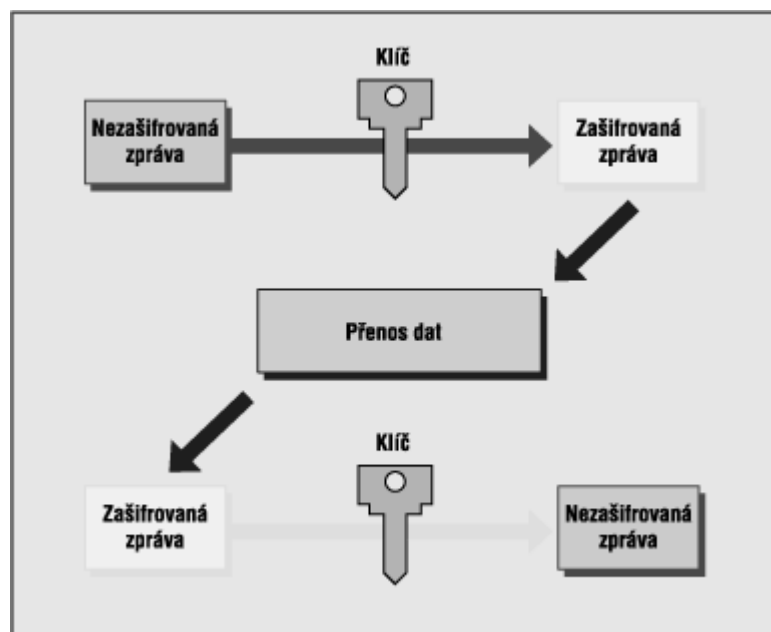 Klíč
Nezašifrovaná
zpráva
Zašifrovaná
zpráva
Přenos dat
Klíč
Zašifrovaná
zpráva
Nezašifrovaná
zpráva